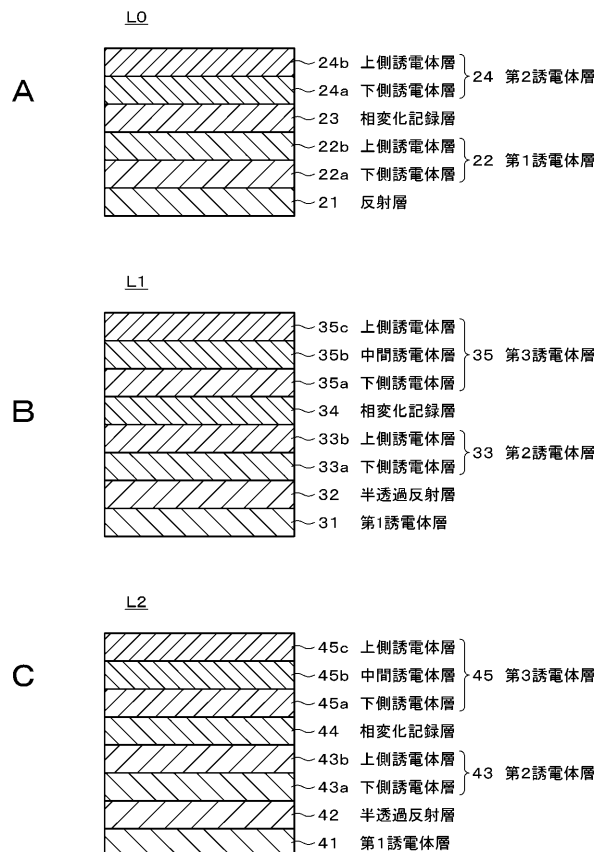 L0
A
24b 上側誘電体層
24a 下側誘電体層
24 第2誘電体層
23 相変化記録層
22b 上側誘電体層
22a 下側誘電体層
22 第1誘電体層
21 反射層
L1
B
35c 上側誘電体層
35b 中間誘電体層 35 第3誘電体層
35a 下側誘電体層
34 相変化記録層
33b 上側誘電体層
33a 下側誘電体層
33 第2誘電体層
32 半透過反射層
31 第1誘電体層
L2
C
45c 上側誘電体層
45b 中間誘電体層 45 第3誘電体層
45a 下側誘電体層
44 相変化記録層
43b 上側誘電体層
43a 下側誘電体層
43 第2誘電体層
42 半透過反射層
41 第1誘電体層